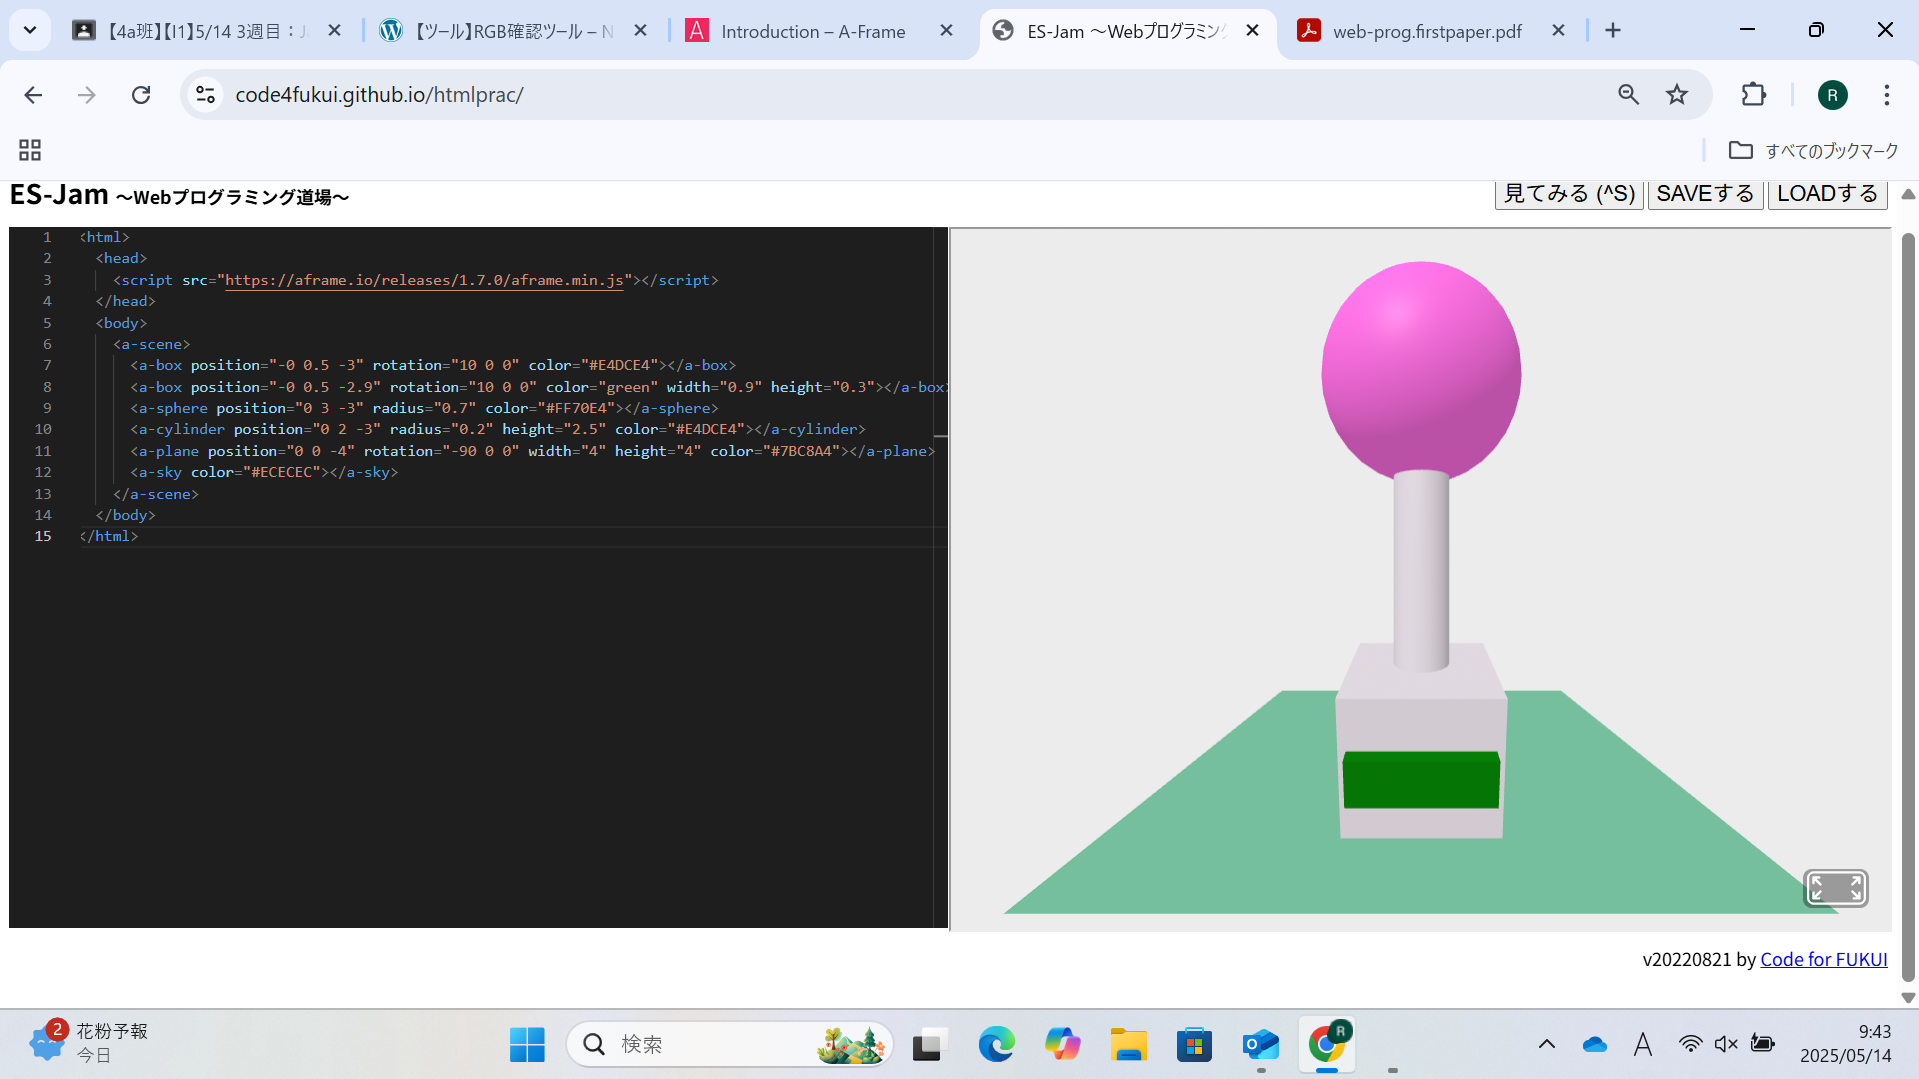 【4a班】【I1】5/14 3週目：J
【ツール】RGB確認ツール – N
Introduction – A-Frame
ES-Jam ～Webプログラミン
web-prog.firstpaper.pdf
code4fukui.github.io/htmlprac/
R
すべてのブックマーク
ES-Jam ～Webプログラミング道場～
見てみる (^S) SAVEする LOADする
1 <html>
2 <head>
3 <script src="https://aframe.io/releases/1.7.0/aframe.min.js"></script>
4 </head>
5 <body>
6 <a-scene>
7 <a-box position="-0 0.5 -3" rotation="10 0 0" color="#E4DCE4"></a-box>
8 <a-box position="-0 0.5 -2.9" rotation="10 0 0" color="green" width="0.9" height="0.3"></a-box>
9 <a-sphere position="0 3 -3" radius="0.7" color="#FF70E4"></a-sphere>
10 <a-cylinder position="0 2 -3" radius="0.2" height="2.5" color="#E4DCE4"></a-cylinder>
11 <a-plane position="0 0 -4" rotation="-90 0 0" width="4" height="4" color="#7BC8A4"></a-plane>
12 <a-sky color="#ECECEC"></a-sky>
13 </a-scene>
14 </body>
15 </html>
v20220821 by Code for FUKUI
2
花粉予報
今日
検索
R
A
9:43
2025/05/14